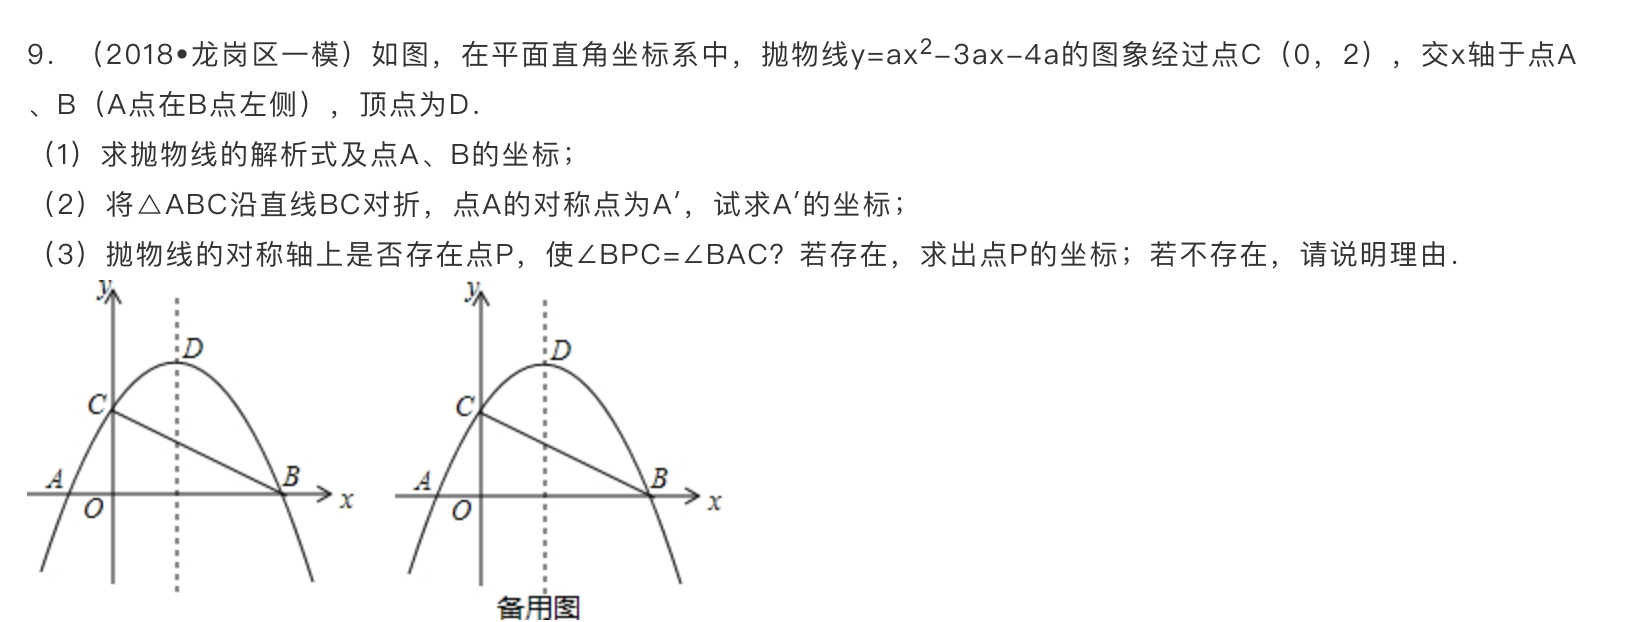 9. （2018•龙岗区一模）如图，在平面直角坐标系中，抛物线y=ax²-3ax-4a的图象经过点C（0，2），交x轴于点A
、B（A点在B点左侧），顶点为D.
（1）求抛物线的解析式及点A、B的坐标；
（2）将△ABC沿直线BC对折，点A的对称点为A′，试求A′的坐标；
（3）抛物线的对称轴上是否存在点P，使∠BPC=∠BAC？若存在，求出点P的坐标；若不存在，请说明理由.
y D C A B O x
y D C A B O x
备用图